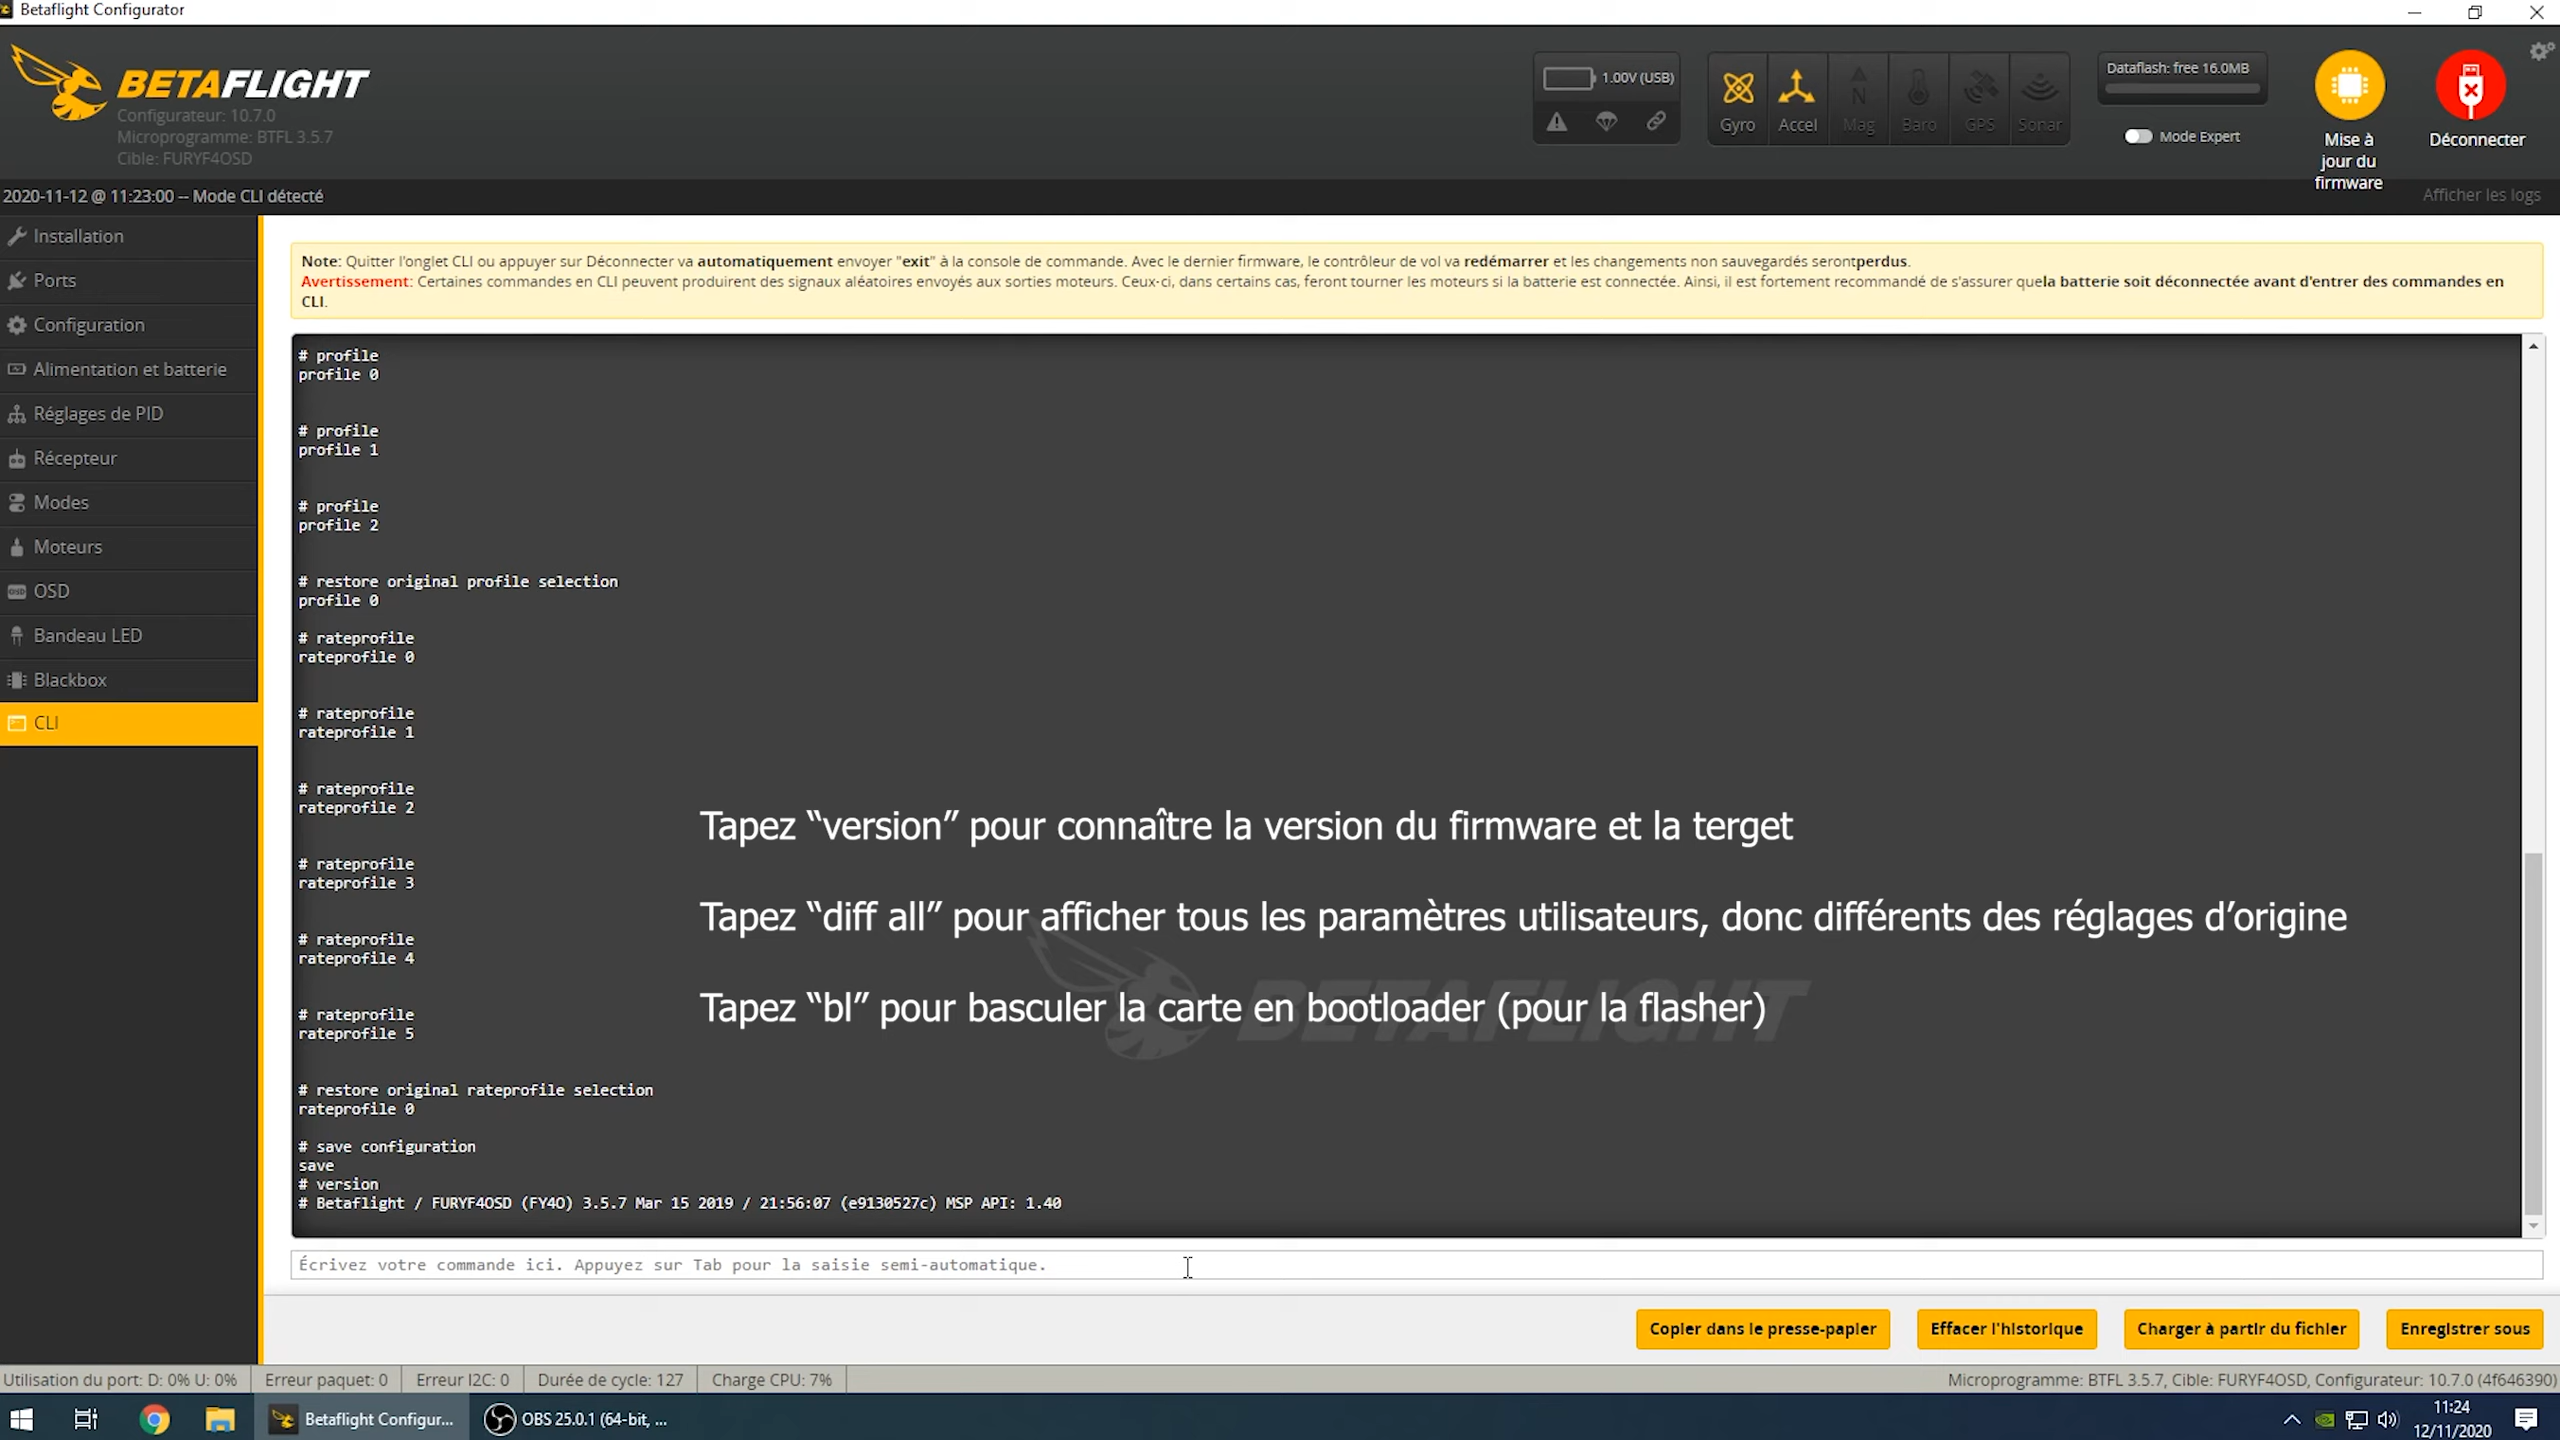 Betaflight Configurator
BETAFLIGHT
Configurateur: 10.7.0
Microprogramme: BTFL 3.5.7
Cible: FURYF4OSD
1.00V (USB)
Gyro
Accel
Mag
Baro
GPS
Sonar
Dataflash: free 16.0MB
Mode Expert
Mise à
jour du
firmware
Déconnecter
2020-11-12 @ 11:23:00 -- Mode CLI détecté
Afficher les logs
Installation
Ports
Configuration
Alimentation et batterie
Réglages de PID
Récepteur
Modes
Moteurs
OSD
Bandeau LED
Blackbox
CLI
Note: Quitter l'onglet CLI ou appuyer sur Déconnecter va automatiquement envoyer "exit" à la console de commande. Avec le dernier firmware, le contrôleur de vol va redémarrer et les changements non sauvegardés serontperdus.
Avertissement: Certaines commandes en CLI peuvent produirent des signaux aléatoires envoyés aux sorties moteurs. Ceux-ci, dans certains cas, feront tourner les moteurs si la batterie est connectée. Ainsi, il est fortement recommandé de s'assurer quela batterie soit déconnectée avant d'entrer des commandes en
CLI.
# profile
profile 0
# profile
profile 1
# profile
profile 2
# restore original profile selection
profile 0
# rateprofile
rateprofile 0
# rateprofile
rateprofile 1
# rateprofile
rateprofile 2
# rateprofile
rateprofile 3
# rateprofile
rateprofile 4
# rateprofile
rateprofile 5
# restore original rateprofile selection
rateprofile 0
# save configuration
save
# version
# Betaflight / FURYF4OSD (FY4O) 3.5.7 Mar 15 2019 / 21:56:07 (e9130527c) MSP API: 1.40
Tapez “version” pour connaître la version du firmware et la terget
Tapez “diff all” pour afficher tous les paramètres utilisateurs, donc différents des réglages d’origine
Tapez “bl” pour basculer la carte en bootloader (pour la flasher)
BETAFLIGHT
Écrivez votre commande ici. Appuyez sur Tab pour la saisie semi-automatique.
Copier dans le presse-papier
Effacer l'historique
Charger à partir du fichier
Enregistrer sous
Utilisation du port: D: 0% U: 0%
Erreur paquet: 0
Erreur I2C: 0
Durée de cycle: 127
Charge CPU: 7%
Microprogramme: BTFL 3.5.7, Cible: FURYF4OSD, Configurateur: 10.7.0 (4f646390)
Betaflight Configur...
OBS 25.0.1 (64-bit, ...
11:24
12/11/2020